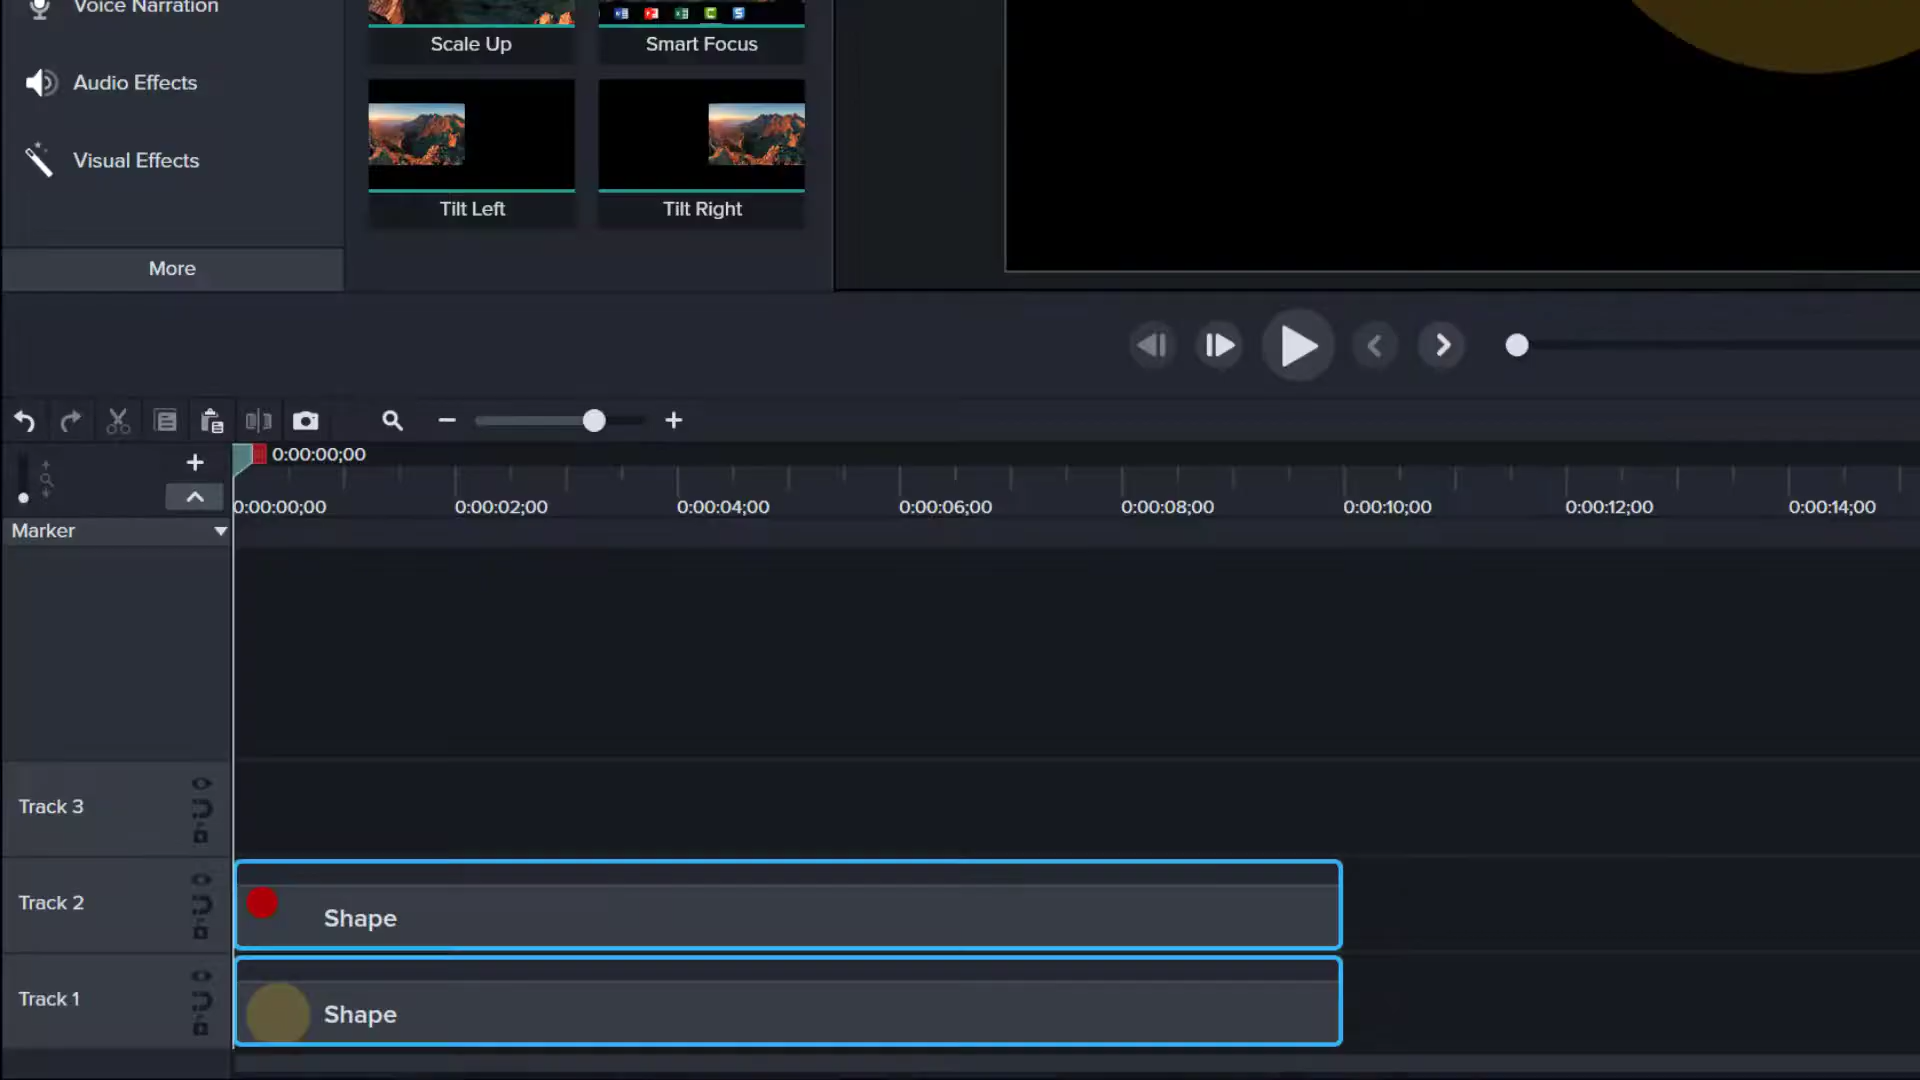 Voice Narration
Audio Effects
Visual Effects
More
Scale Up
Smart Focus
Tilt Left
Tilt Right
0:00:00;00
0:00:00;00 0:00:02;00 0:00:04;00 0:00:06;00 0:00:08;00 0:00:10;00 0:00:12;00 0:00:14;00
Marker
Track 3
Track 2
Shape
Track 1
Shape